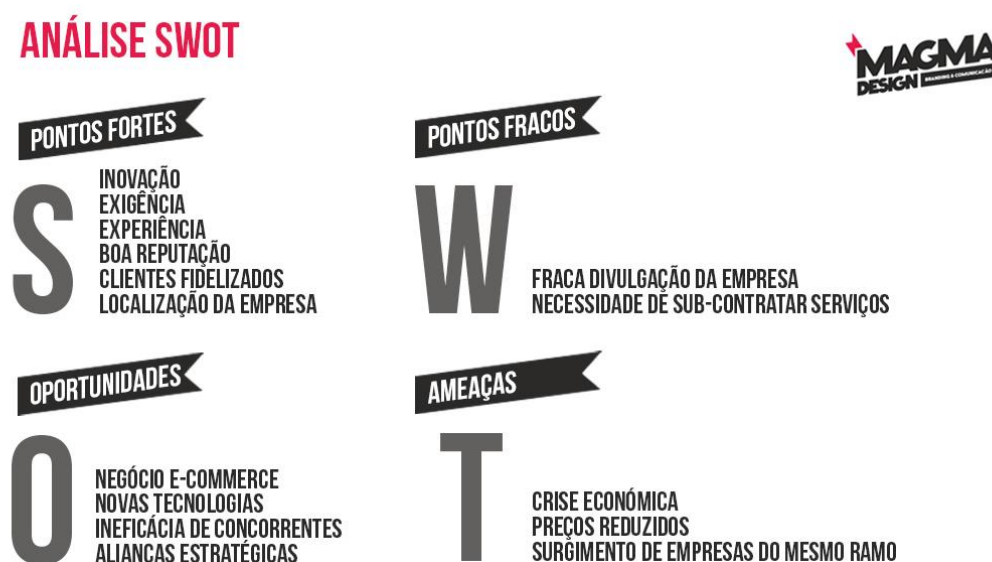 ANÁLISE SWOT
MAGMA
DESIGN BRANDING & COMUNICAÇÃO
PONTOS FORTES
S
INOVAÇÃO
EXIGÊNCIA
EXPERIÊNCIA
BOA REPUTAÇÃO
CLIENTES FIDELIZADOS
LOCALIZAÇÃO DA EMPRESA
PONTOS FRACOS
W
FRACA DIVULGAÇÃO DA EMPRESA
NECESSIDADE DE SUB-CONTRATAR SERVIÇOS
OPORTUNIDADES
O
NEGÓCIO E-COMMERCE
NOVAS TECNOLOGIAS
INEFICÁCIA DE CONCORRENTES
ALIANÇAS ESTRATÉGICAS
AMEAÇAS
T
CRISE ECONÓMICA
PREÇOS REDUZIDOS
SURGIMENTO DE EMPRESAS DO MESMO RAMO